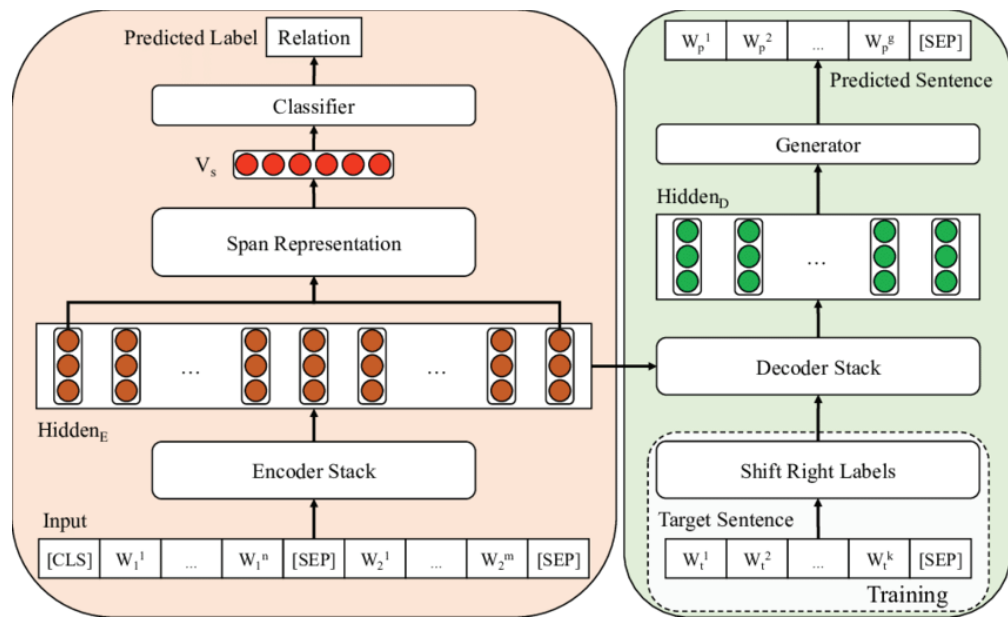 Predicted Label Relation
Classifier
Vs
Span Representation
... ...
HiddenE
Encoder Stack
Input
[CLS] W1^1 ... W1^n [SEP] W2^1 ... W2^m [SEP]
Wp^1 Wp^2 ... Wp^g [SEP]
Predicted Sentence
Generator
HiddenD
...
Decoder Stack
Shift Right Labels
Target Sentence
Wt^1 Wt^2 ... Wt^k [SEP]
Training